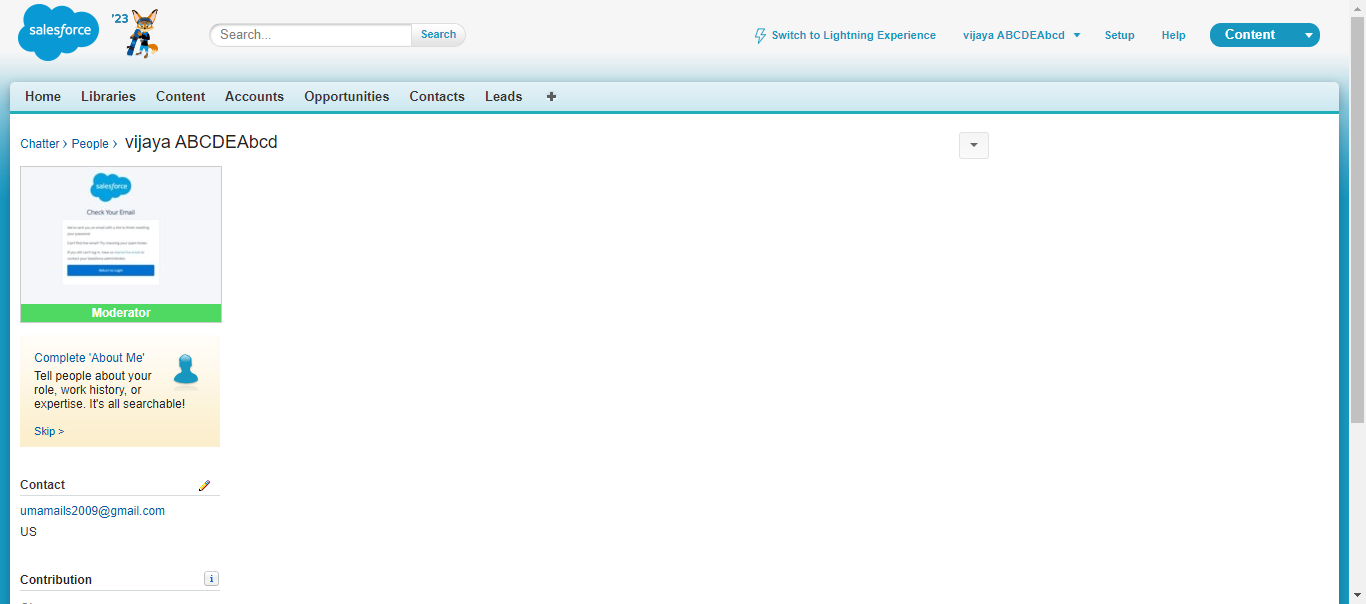 salesforce
'23
Search...
Search
Switch to Lightning Experience
vijaya ABCDEAbcd
Setup
Help
Content
Home
Libraries
Content
Accounts
Opportunities
Contacts
Leads
Chatter › People › vijaya ABCDEAbcd
salesforce
Check Your Email
Return to Login
Moderator
Complete 'About Me'
Tell people about your
role, work history, or
expertise. It's all searchable!
Skip >
Contact
umamails2009@gmail.com
US
Contribution
i